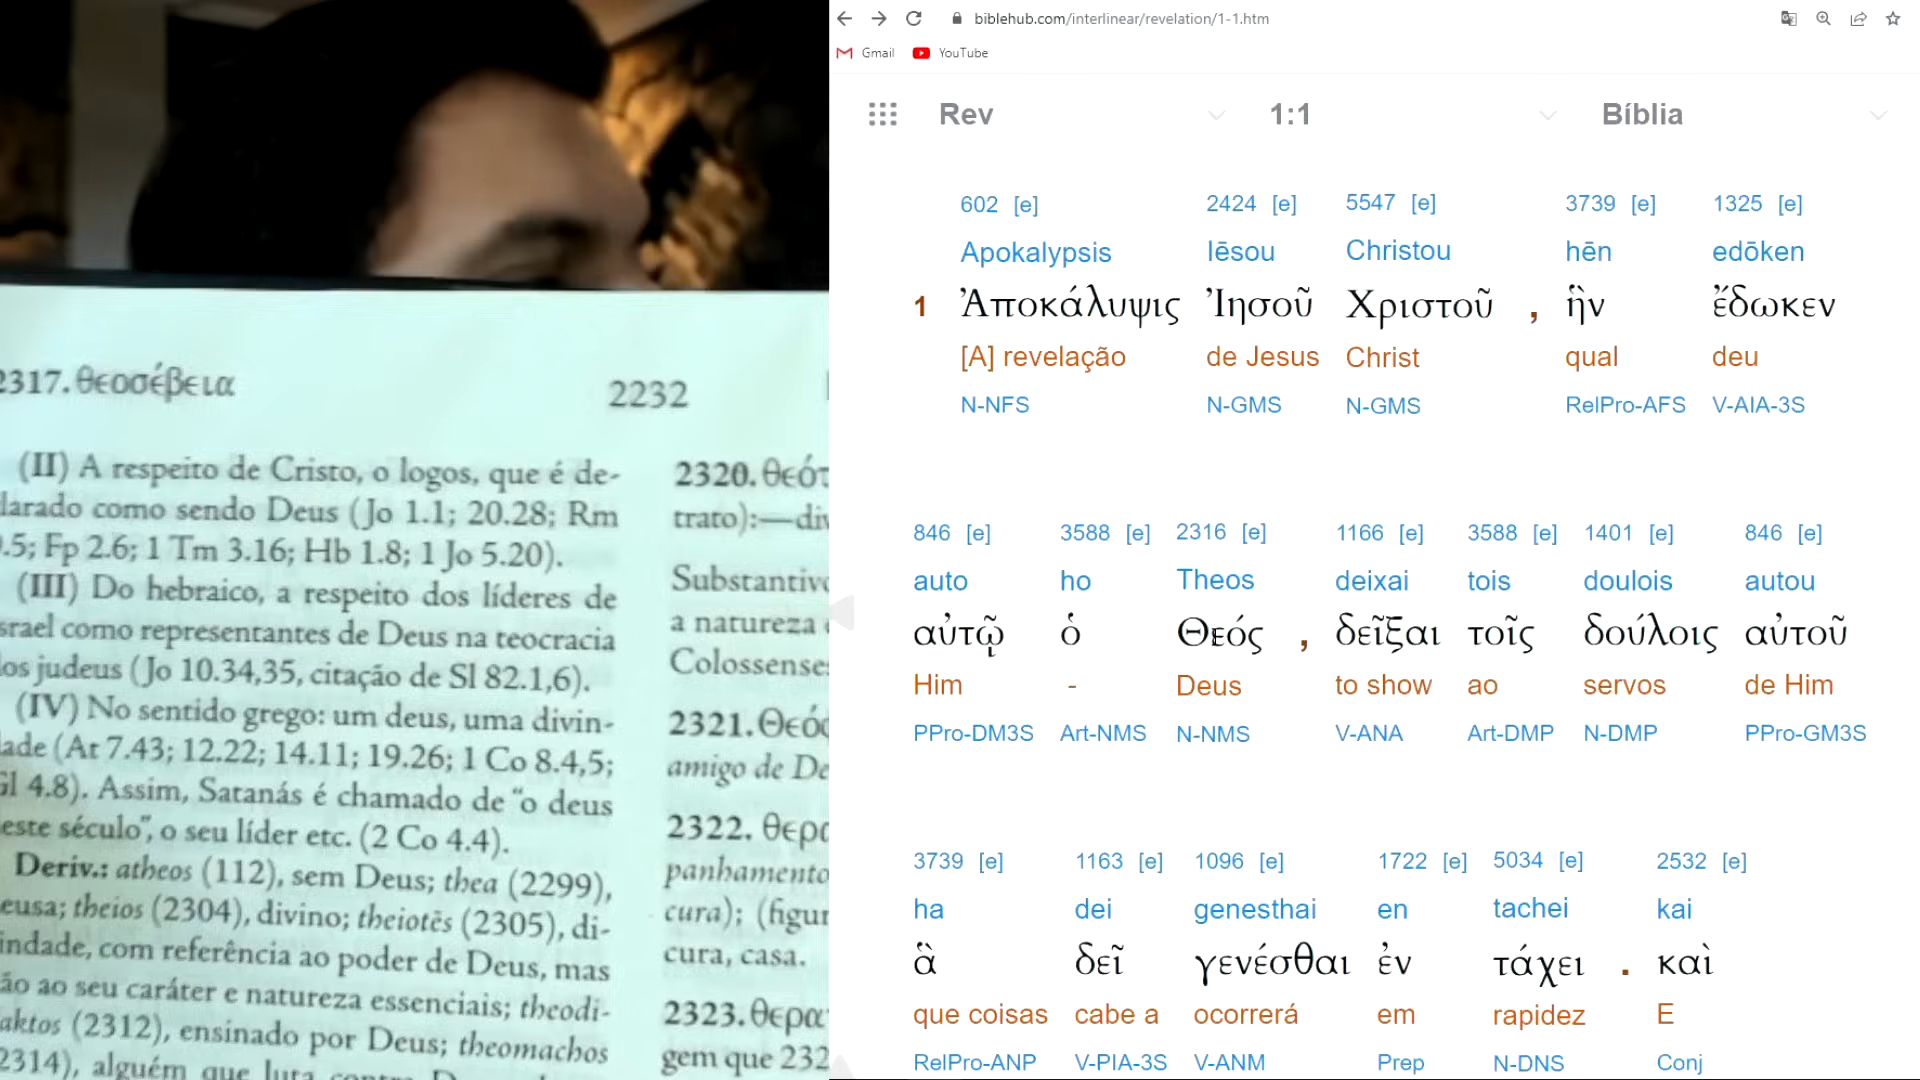 2317. θεοσέβεια 2232
(II) A respeito de Cristo, o logos, que é de-
larado como sendo Deus (Jo 1.1; 20.28; Rm
.5; Fp 2.6; 1 Tm 3.16; Hb 1.8; 1 Jo 5.20).
(III) Do hebraico, a respeito dos líderes de
srael como representantes de Deus na teocracia
os judeus (Jo 10.34,35, citação de Sl 82.1,6).
(IV) No sentido grego: um deus, uma divin-
ade (At 7.43; 12.22; 14.11; 19.26; 1 Co 8.4,5;
Gl 4.8). Assim, Satanás é chamado de “o deus
este século”, o seu líder etc. (2 Co 4.4).
Deriv.: atheos (112), sem Deus; thea (2299),
eusa; theios (2304), divino; theiotēs (2305), di-
indade, com referência ao poder de Deus, mas
ão ao seu caráter e natureza essenciais; theodi-
aktos (2312), ensinado por Deus; theomachos
2314), alguém que luta contra
2320. θεότ
trato):—div
Substantivo
a natureza
Colossense
2321. Θεό
amigo de De
2322. θερα
panhamento
cura); (figur
cura, casa.
2323. θερα
gem que 232
biblehub.com/interlinear/revelation/1-1.htm
Gmail YouTube
Rev 1:1 Bíblia
602 [e] 2424 [e] 5547 [e] 3739 [e] 1325 [e]
Apokalypsis Iēsou Christou hēn edōken
1 Ἀποκάλυψις Ἰησοῦ Χριστοῦ , ἣν ἔδωκεν
[A] revelação de Jesus Christ qual deu
N-NFS N-GMS N-GMS RelPro-AFS V-AIA-3S
846 [e] 3588 [e] 2316 [e] 1166 [e] 3588 [e] 1401 [e] 846 [e]
auto ho Theos deixai tois doulois autou
αὐτῷ ὁ Θεός , δεῖξαι τοῖς δούλοις αὐτοῦ
Him - Deus to show ao servos de Him
PPro-DM3S Art-NMS N-NMS V-ANA Art-DMP N-DMP PPro-GM3S
3739 [e] 1163 [e] 1096 [e] 1722 [e] 5034 [e] 2532 [e]
ha dei genesthai en tachei kai
ἃ δεῖ γενέσθαι ἐν τάχει . καὶ
que coisas cabe a ocorrerá em rapidez E
RelPro-ANP V-PIA-3S V-ANM Prep N-DNS Conj